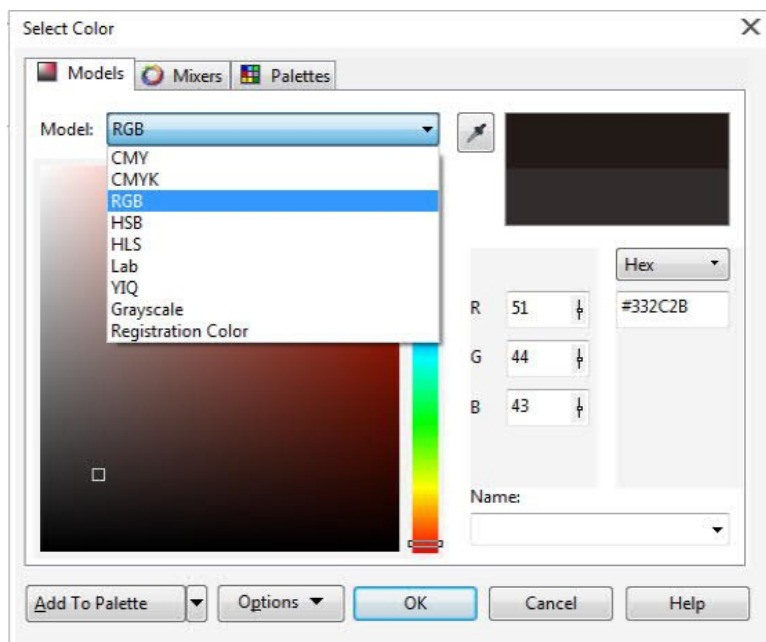 Select Color
Models Mixers Palettes
Model: RGB
CMY
CMYK
RGB
HSB
HLS
Lab
YIQ
Grayscale
Registration Color
Hex
R 51 #332C2B
G 44
B 43
Name:
Add To Palette Options OK Cancel Help